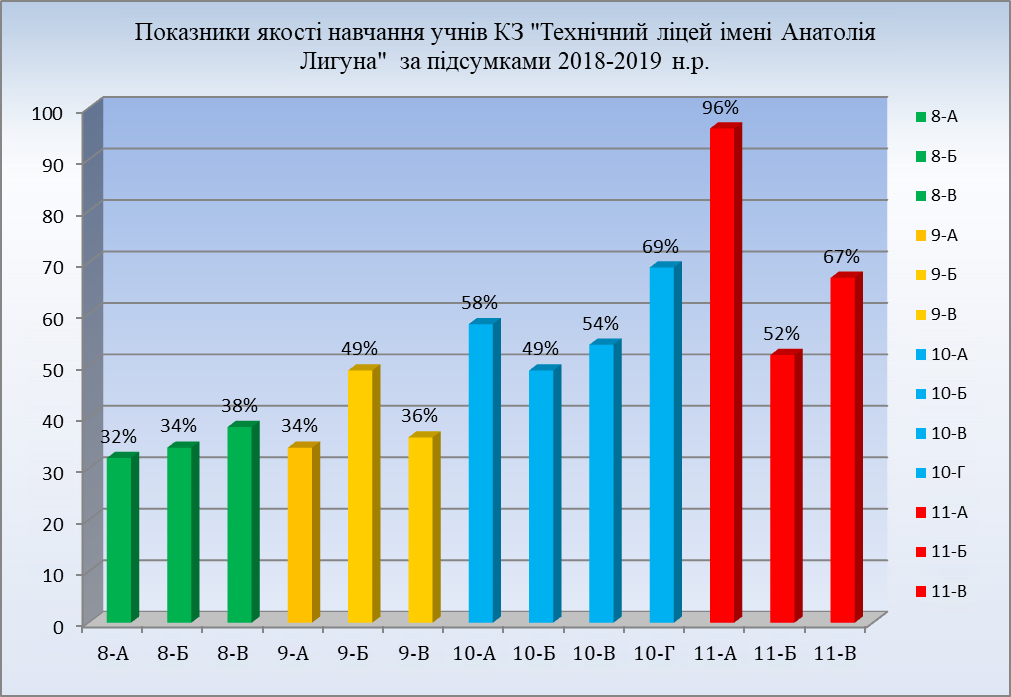 Показники якості навчання учнів КЗ "Технічний ліцей імені Анатолія
Лигуна"  за підсумками 2018-2019  н.р.
100
90
80
70
60
50
40
30
20
10
0
32%
34%
38%
34%
49%
36%
58%
49%
54%
69%
96%
52%
67%
8-А
8-Б
8-В
9-А
9-Б
9-В
10-А
10-Б
10-В
10-Г
11-А
11-Б
11-В
8-А
8-Б
8-В
9-А
9-Б
9-В
10-А
10-Б
10-В
10-Г
11-А
11-Б
11-В